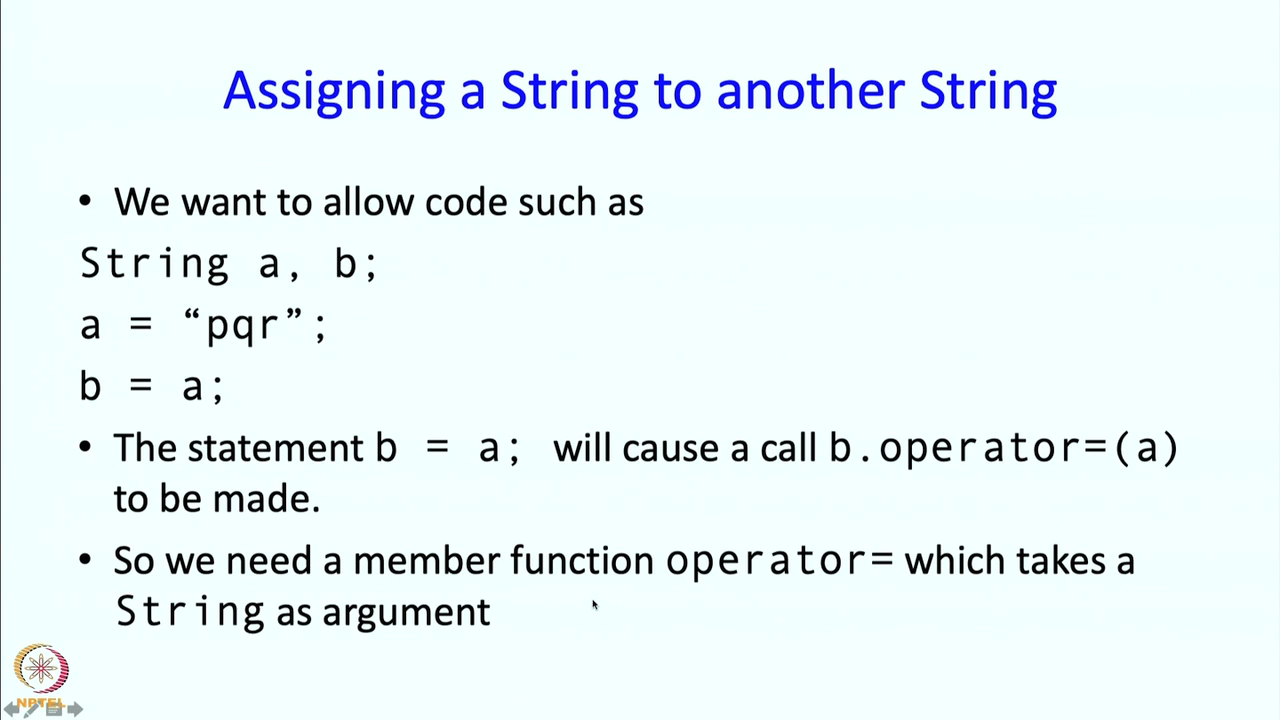 Assigning a String to another String
• We want to allow code such as
String a, b;
a = “pqr”;
b = a;
• The statement b = a; will cause a call b.operator=(a)
to be made.
• So we need a member function operator= which takes a
String as argument
NPTEL